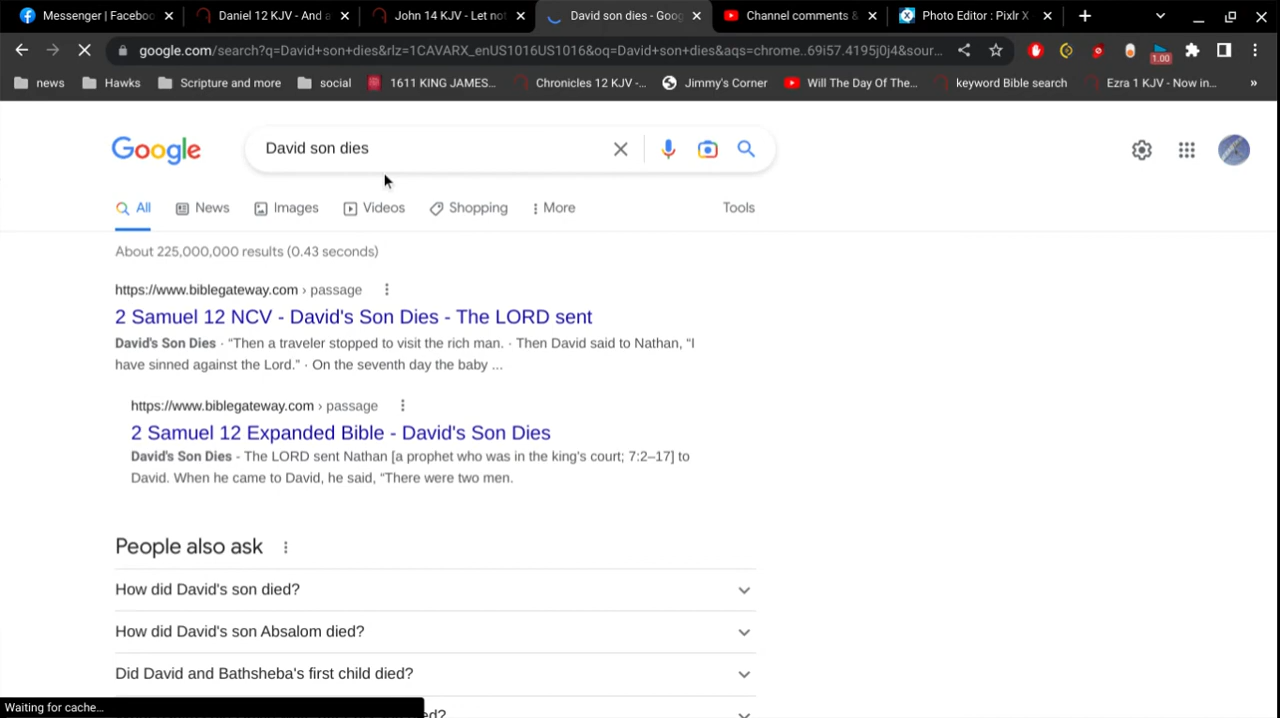 Messenger | Faceboo
Daniel 12 KJV - And a
John 14 KJV - Let not
David son dies - Goog
Channel comments &
Photo Editor : Pixlr X
google.com/search?q=David+son+dies&rlz=1CAVARX_enUS1016US1016&oq=David+son+dies&aqs=chrome..69i57.4195j0j4&sour...
1.00
news
Hawks
Scripture and more
social
1611 KING JAMES...
Chronicles 12 KJV -...
Jimmy's Corner
Will The Day Of The...
keyword Bible search
Ezra 1 KJV - Now in...
»
Google
David son dies
All
News
Images
Videos
Shopping
More
Tools
About 225,000,000 results (0.43 seconds)
https://www.biblegateway.com › passage
2 Samuel 12 NCV - David's Son Dies - The LORD sent
David's Son Dies · “Then a traveler stopped to visit the rich man. · Then David said to Nathan, “I
have sinned against the Lord.” · On the seventh day the baby ...
https://www.biblegateway.com › passage
2 Samuel 12 Expanded Bible - David's Son Dies
David's Son Dies - The LORD sent Nathan [a prophet who was in the king's court; 7:2–17] to
David. When he came to David, he said, “There were two men.
People also ask
How did David's son died?
How did David's son Absalom died?
Did David and Bathsheba's first child died?
Waiting for cache...